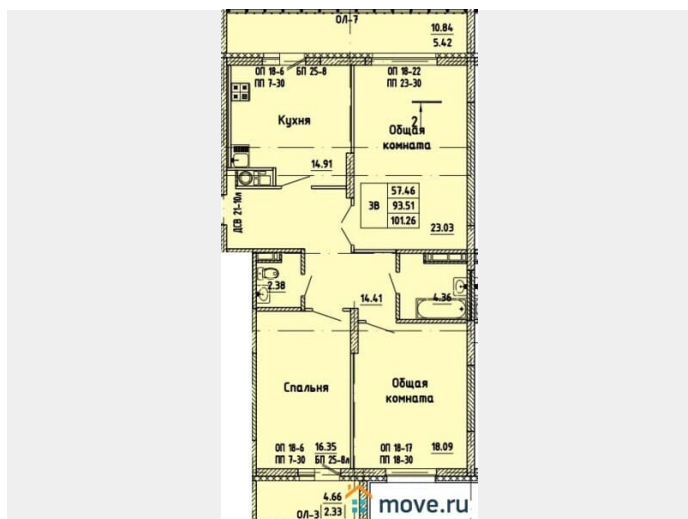 ОЛ-7
10.84
5.42
ОП 18-6 БП 25-8
ПП 7-30
ОП 18-22
ПП 23-30
Кухня
2
Общая
комната
14.91
ДСВ 21-10л
3В
57.46
93.51
101.26
23.03
2.38
14.41
4.36
Спальня
Общая
комната
ОП 18-6
ПП 7-30
16.35
БП 25-8л
ОП 18-17
ПП 18-30
18.09
4.66
ОЛ-3 2.33
move.ru